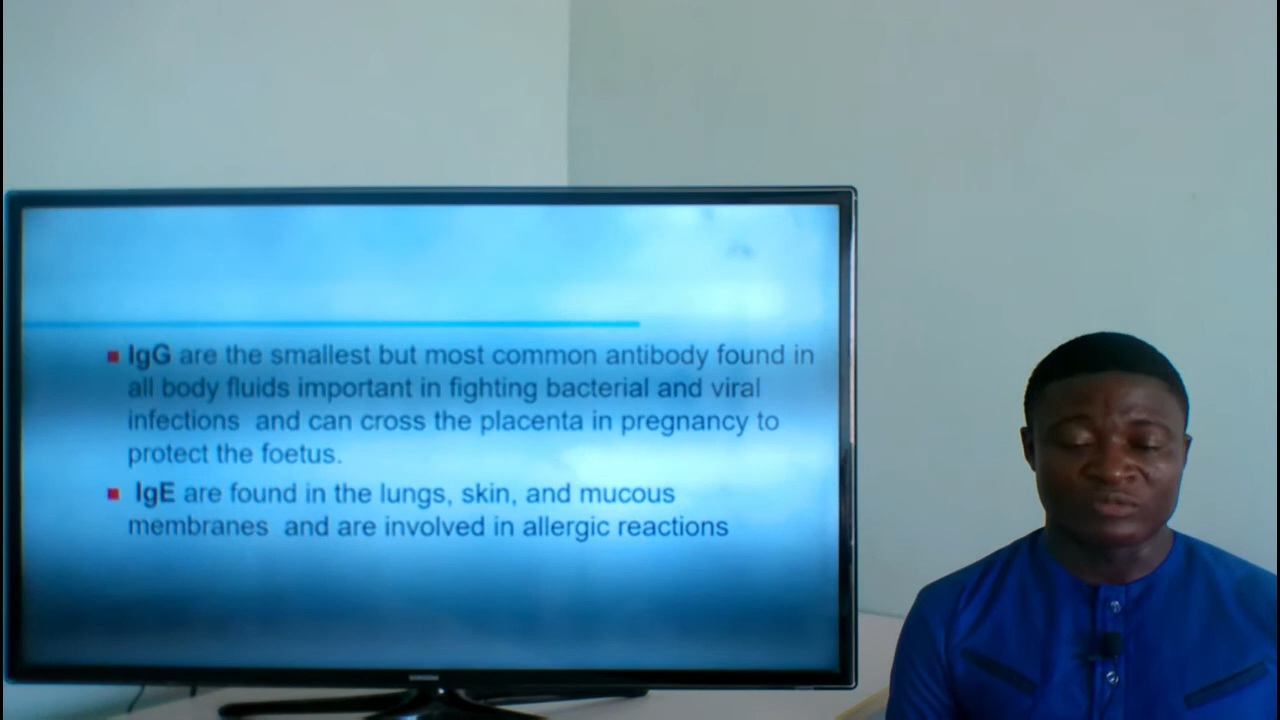 IgG are the smallest but most common antibody found in
all body fluids important in fighting bacterial and viral
infections and can cross the placenta in pregnancy to
protect the foetus.
IgE are found in the lungs, skin, and mucous
membranes and are involved in allergic reactions
SAMSUNG